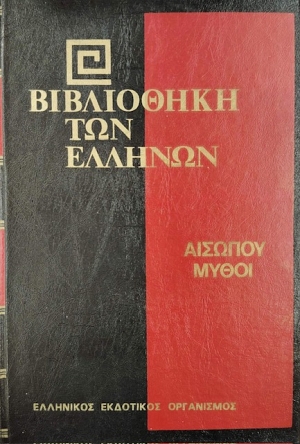 ΒΙΒΛΙΟΘΗΚΗ
ΤΩΝ
ΕΛΛΗΝΩΝ
ΑΙΣΩΠΟΥ
ΜΥΘΟΙ
ΕΛΛΗΝΙΚΟΣ ΕΚΔΟΤΙΚΟΣ ΟΡΓΑΝΙΣΜΟΣ